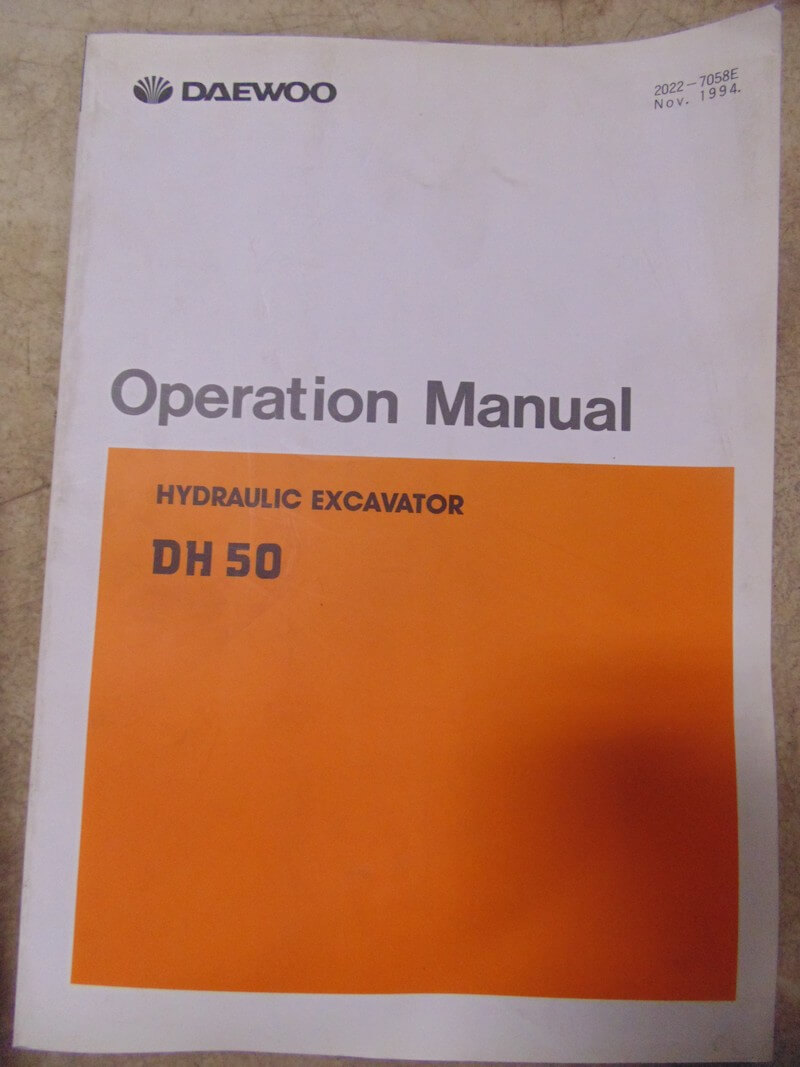 DAEWOO
2022-7058E
Nov. 1994.
Operation Manual
HYDRAULIC EXCAVATOR
DH 50